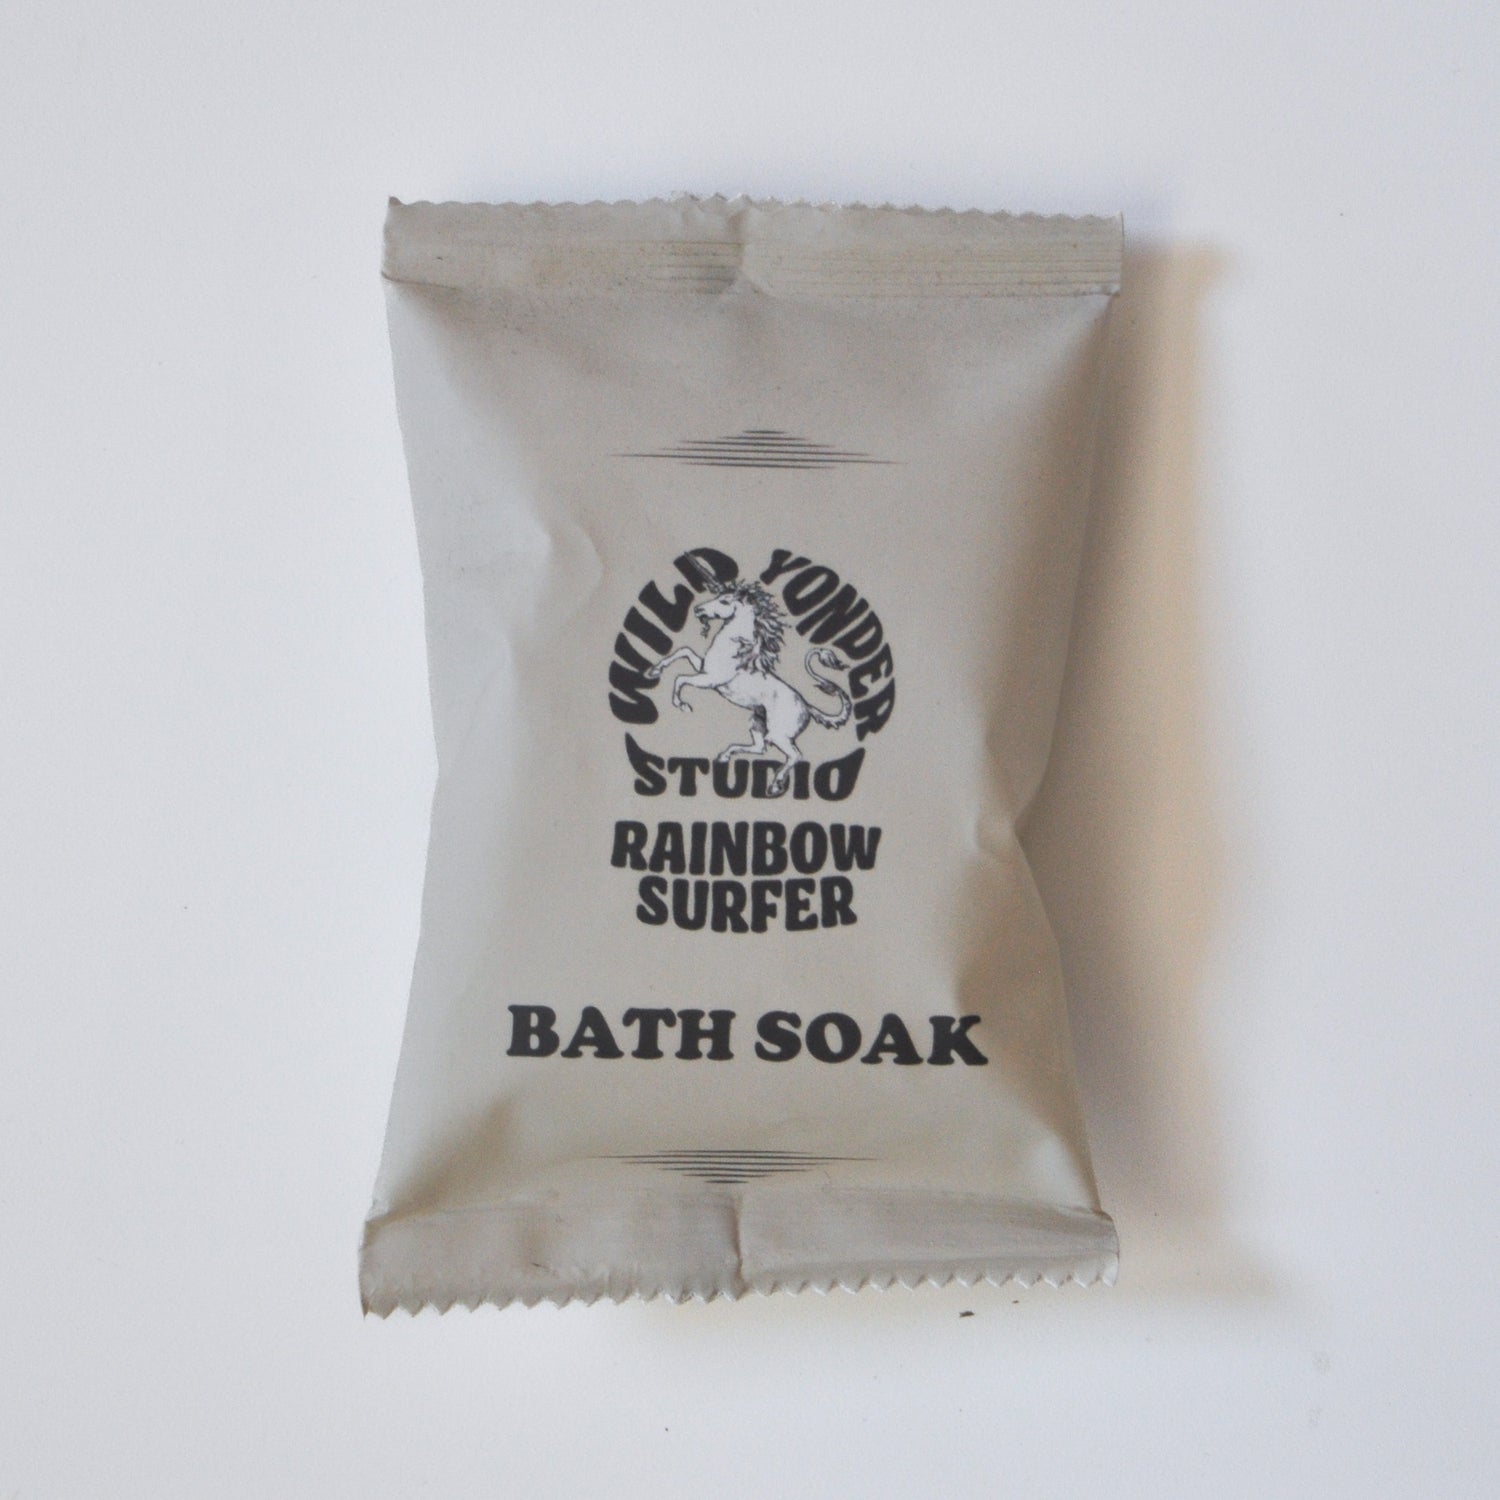 WILD YONDER
STUDIO
RAINBOW
SURFER
BATH SOAK